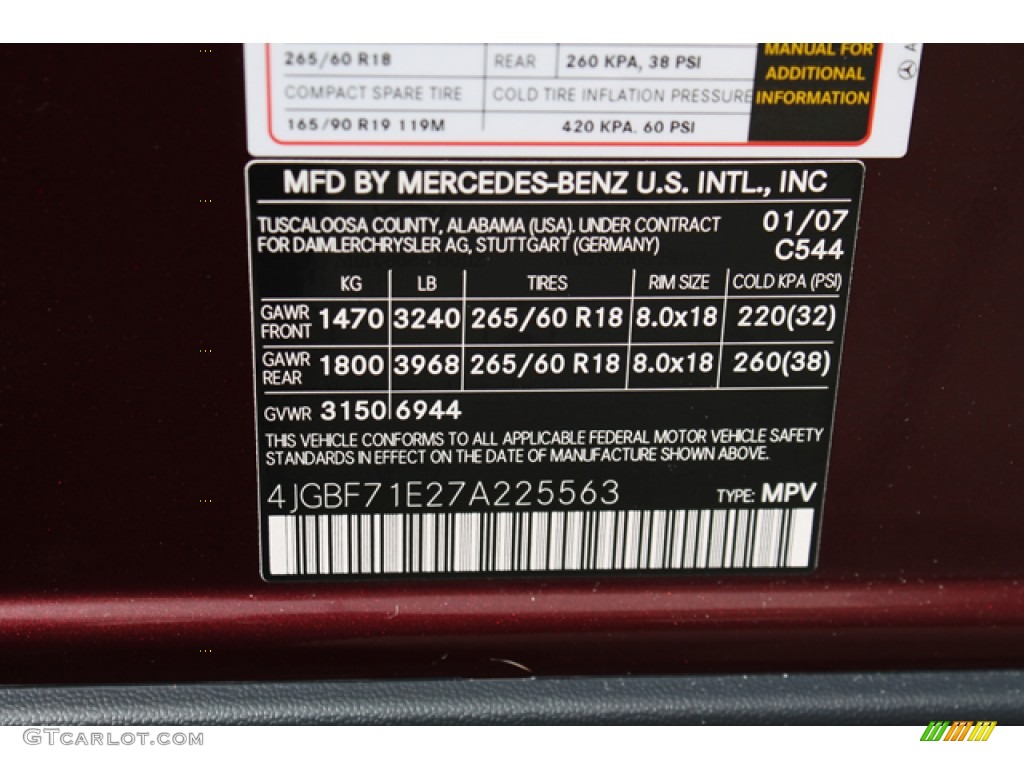 265/60 R18 REAR 260 KPA, 38 PSI
MANUAL FOR
ADDITIONAL
INFORMATION
COMPACT SPARE TIRE COLD TIRE INFLATION PRESSURE
165/90 R19 119M 420 KPA. 60 PSI
A
MFD BY MERCEDES-BENZ U.S. INTL., INC
TUSCALOOSA COUNTY, ALABAMA (USA). UNDER CONTRACT 01/07
FOR DAIMLERCHRYSLER AG, STUTTGART (GERMANY) C544
KG LB TIRES RIM SIZE COLD KPA (PSI)
GAWR
FRONT 1470 3240 265/60 R18 8.0x18 220(32)
GAWR
REAR 1800 3968 265/60 R18 8.0x18 260(38)
GVWR 3150 6944
THIS VEHICLE CONFORMS TO ALL APPLICABLE FEDERAL MOTOR VEHICLE SAFETY
STANDARDS IN EFFECT ON THE DATE OF MANUFACTURE SHOWN ABOVE.
4JGBF71E27A225563 TYPE: MPV
GTCarLot.com